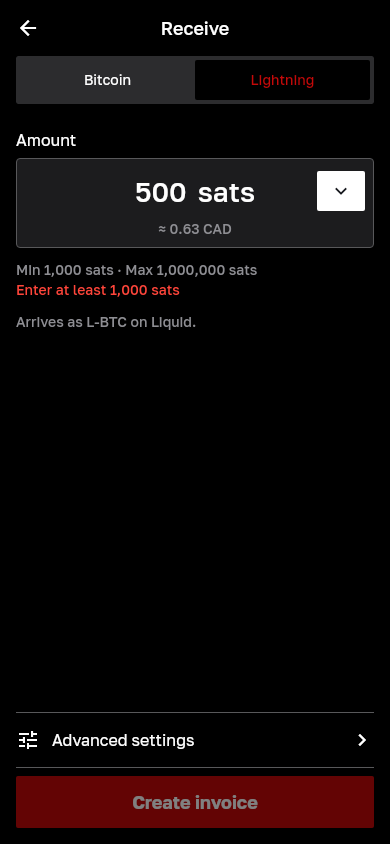 Receive
Bitcoin
Lightning
Amount
500 sats
≈ 0.63 CAD
Min 1,000 sats · Max 1,000,000 sats
Enter at least 1,000 sats
Arrives as L-BTC on Liquid.
Advanced settings
Create invoice